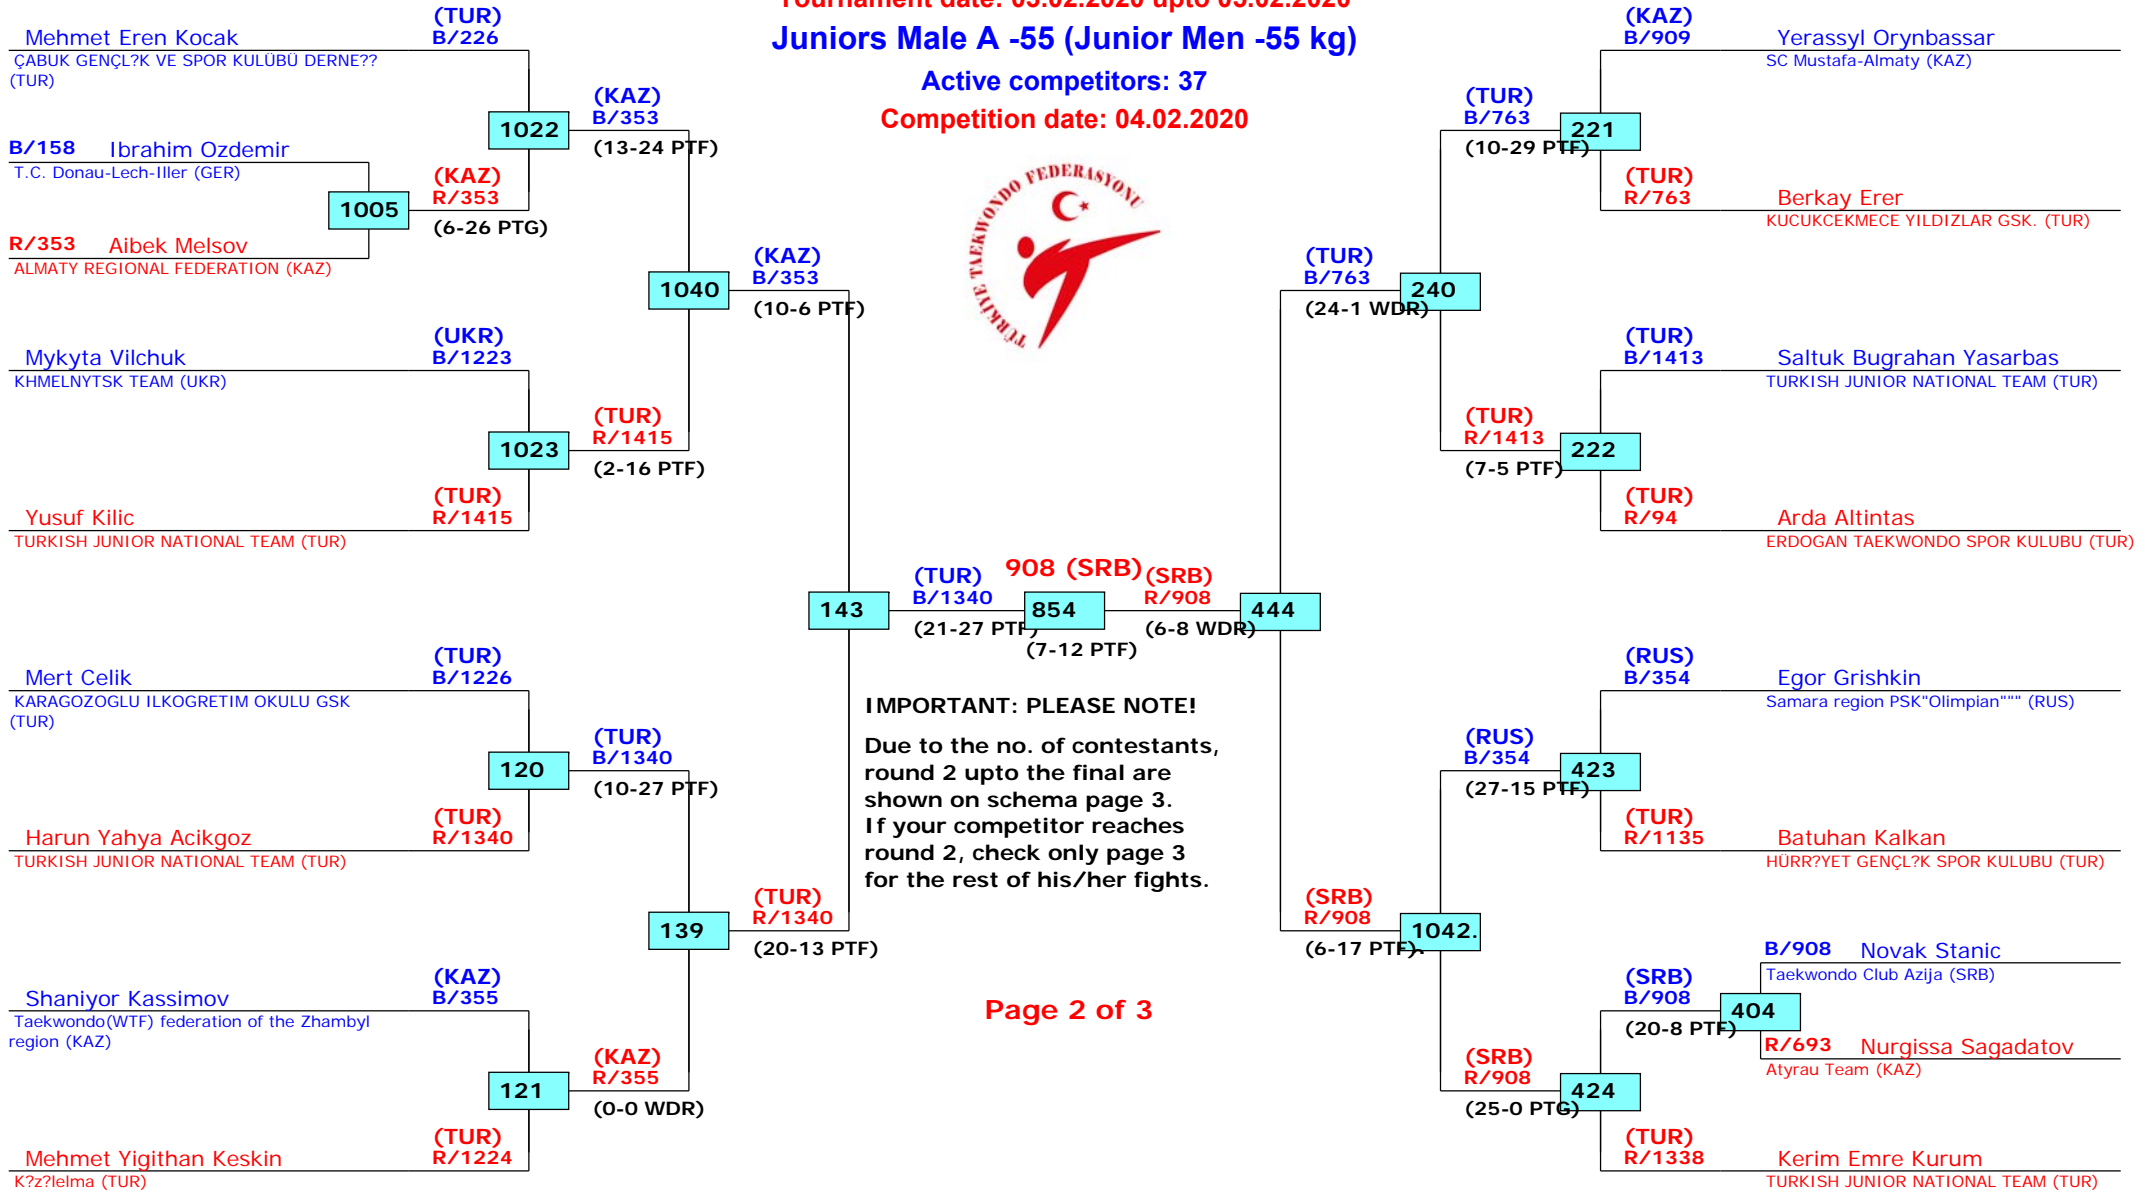 Tournament date: 03.02.2020 upto 05.02.2020
Juniors Male A -55 (Junior Men -55 kg)
Active competitors: 37
Competition date: 04.02.2020
TÜRKİYE TAEKWONDO FEDERASYONU
(TUR)
Mehmet Eren Kocak B/226
ÇABUK GENÇL?K VE SPOR KULÜBÜ DERNE??
(TUR)
1022
(KAZ)
B/353
(13-24 PTF)
B/158 Ibrahim Ozdemir
T.C. Donau-Lech-Iller (GER)
1005
(KAZ)
R/353
(6-26 PTG)
R/353 Aibek Melsov
ALMATY REGIONAL FEDERATION (KAZ)
1040
(KAZ)
B/353
(10-6 PTF)
(UKR)
Mykyta Vilchuk B/1223
KHMELNYTSK TEAM (UKR)
1023
(TUR)
R/1415
(2-16 PTF)
(TUR)
Yusuf Kilic R/1415
TURKISH JUNIOR NATIONAL TEAM (TUR)
143
(TUR)
B/1340
(21-27 PTF)
908 (SRB)
854
(7-12 PTF)
(SRB)
R/908
(6-8 WDR)
444
(TUR)
Mert Celik B/1226
KARAGOZOGLU ILKOGRETIM OKULU GSK
(TUR)
120
(TUR)
B/1340
(10-27 PTF)
(TUR)
Harun Yahya Acikgoz R/1340
TURKISH JUNIOR NATIONAL TEAM (TUR)
139
(TUR)
R/1340
(20-13 PTF)
(KAZ)
Shaniyor Kassimov B/355
Taekwondo(WTF) federation of the Zhambyl
region (KAZ)
121
(KAZ)
R/355
(0-0 WDR)
(TUR)
Mehmet Yigithan Keskin R/1224
K?z?lelma (TUR)
IMPORTANT: PLEASE NOTE!
Due to the no. of contestants,
round 2 upto the final are
shown on schema page 3.
If your competitor reaches
round 2, check only page 3
for the rest of his/her fights.
Page 2 of 3
(KAZ)
B/909 Yerassyl Orynbassar
SC Mustafa-Almaty (KAZ)
(TUR)
B/763
(10-29 PTF)
221
(TUR)
R/763 Berkay Erer
KUCUKCEKMECE YILDIZLAR GSK. (TUR)
(TUR)
B/763
(24-1 WDR)
240
(TUR)
B/1413 Saltuk Bugrahan Yasarbas
TURKISH JUNIOR NATIONAL TEAM (TUR)
(TUR)
R/1413
(7-5 PTF)
222
(TUR)
R/94 Arda Altintas
ERDOGAN TAEKWONDO SPOR KULUBU (TUR)
(RUS)
B/354 Egor Grishkin
Samara region PSK"Olimpian""" (RUS)
(RUS)
B/354
(27-15 PTF)
423
(TUR)
R/1135 Batuhan Kalkan
HÜRR?YET GENÇL?K SPOR KULUBU (TUR)
(SRB)
R/908
(6-17 PTF).
1042.
B/908 Novak Stanic
Taekwondo Club Azija (SRB)
(SRB)
B/908
(20-8 PTF)
404
R/693 Nurgissa Sagadatov
Atyrau Team (KAZ)
(SRB)
R/908
(25-0 PTG)
424
(TUR)
R/1338 Kerim Emre Kurum
TURKISH JUNIOR NATIONAL TEAM (TUR)